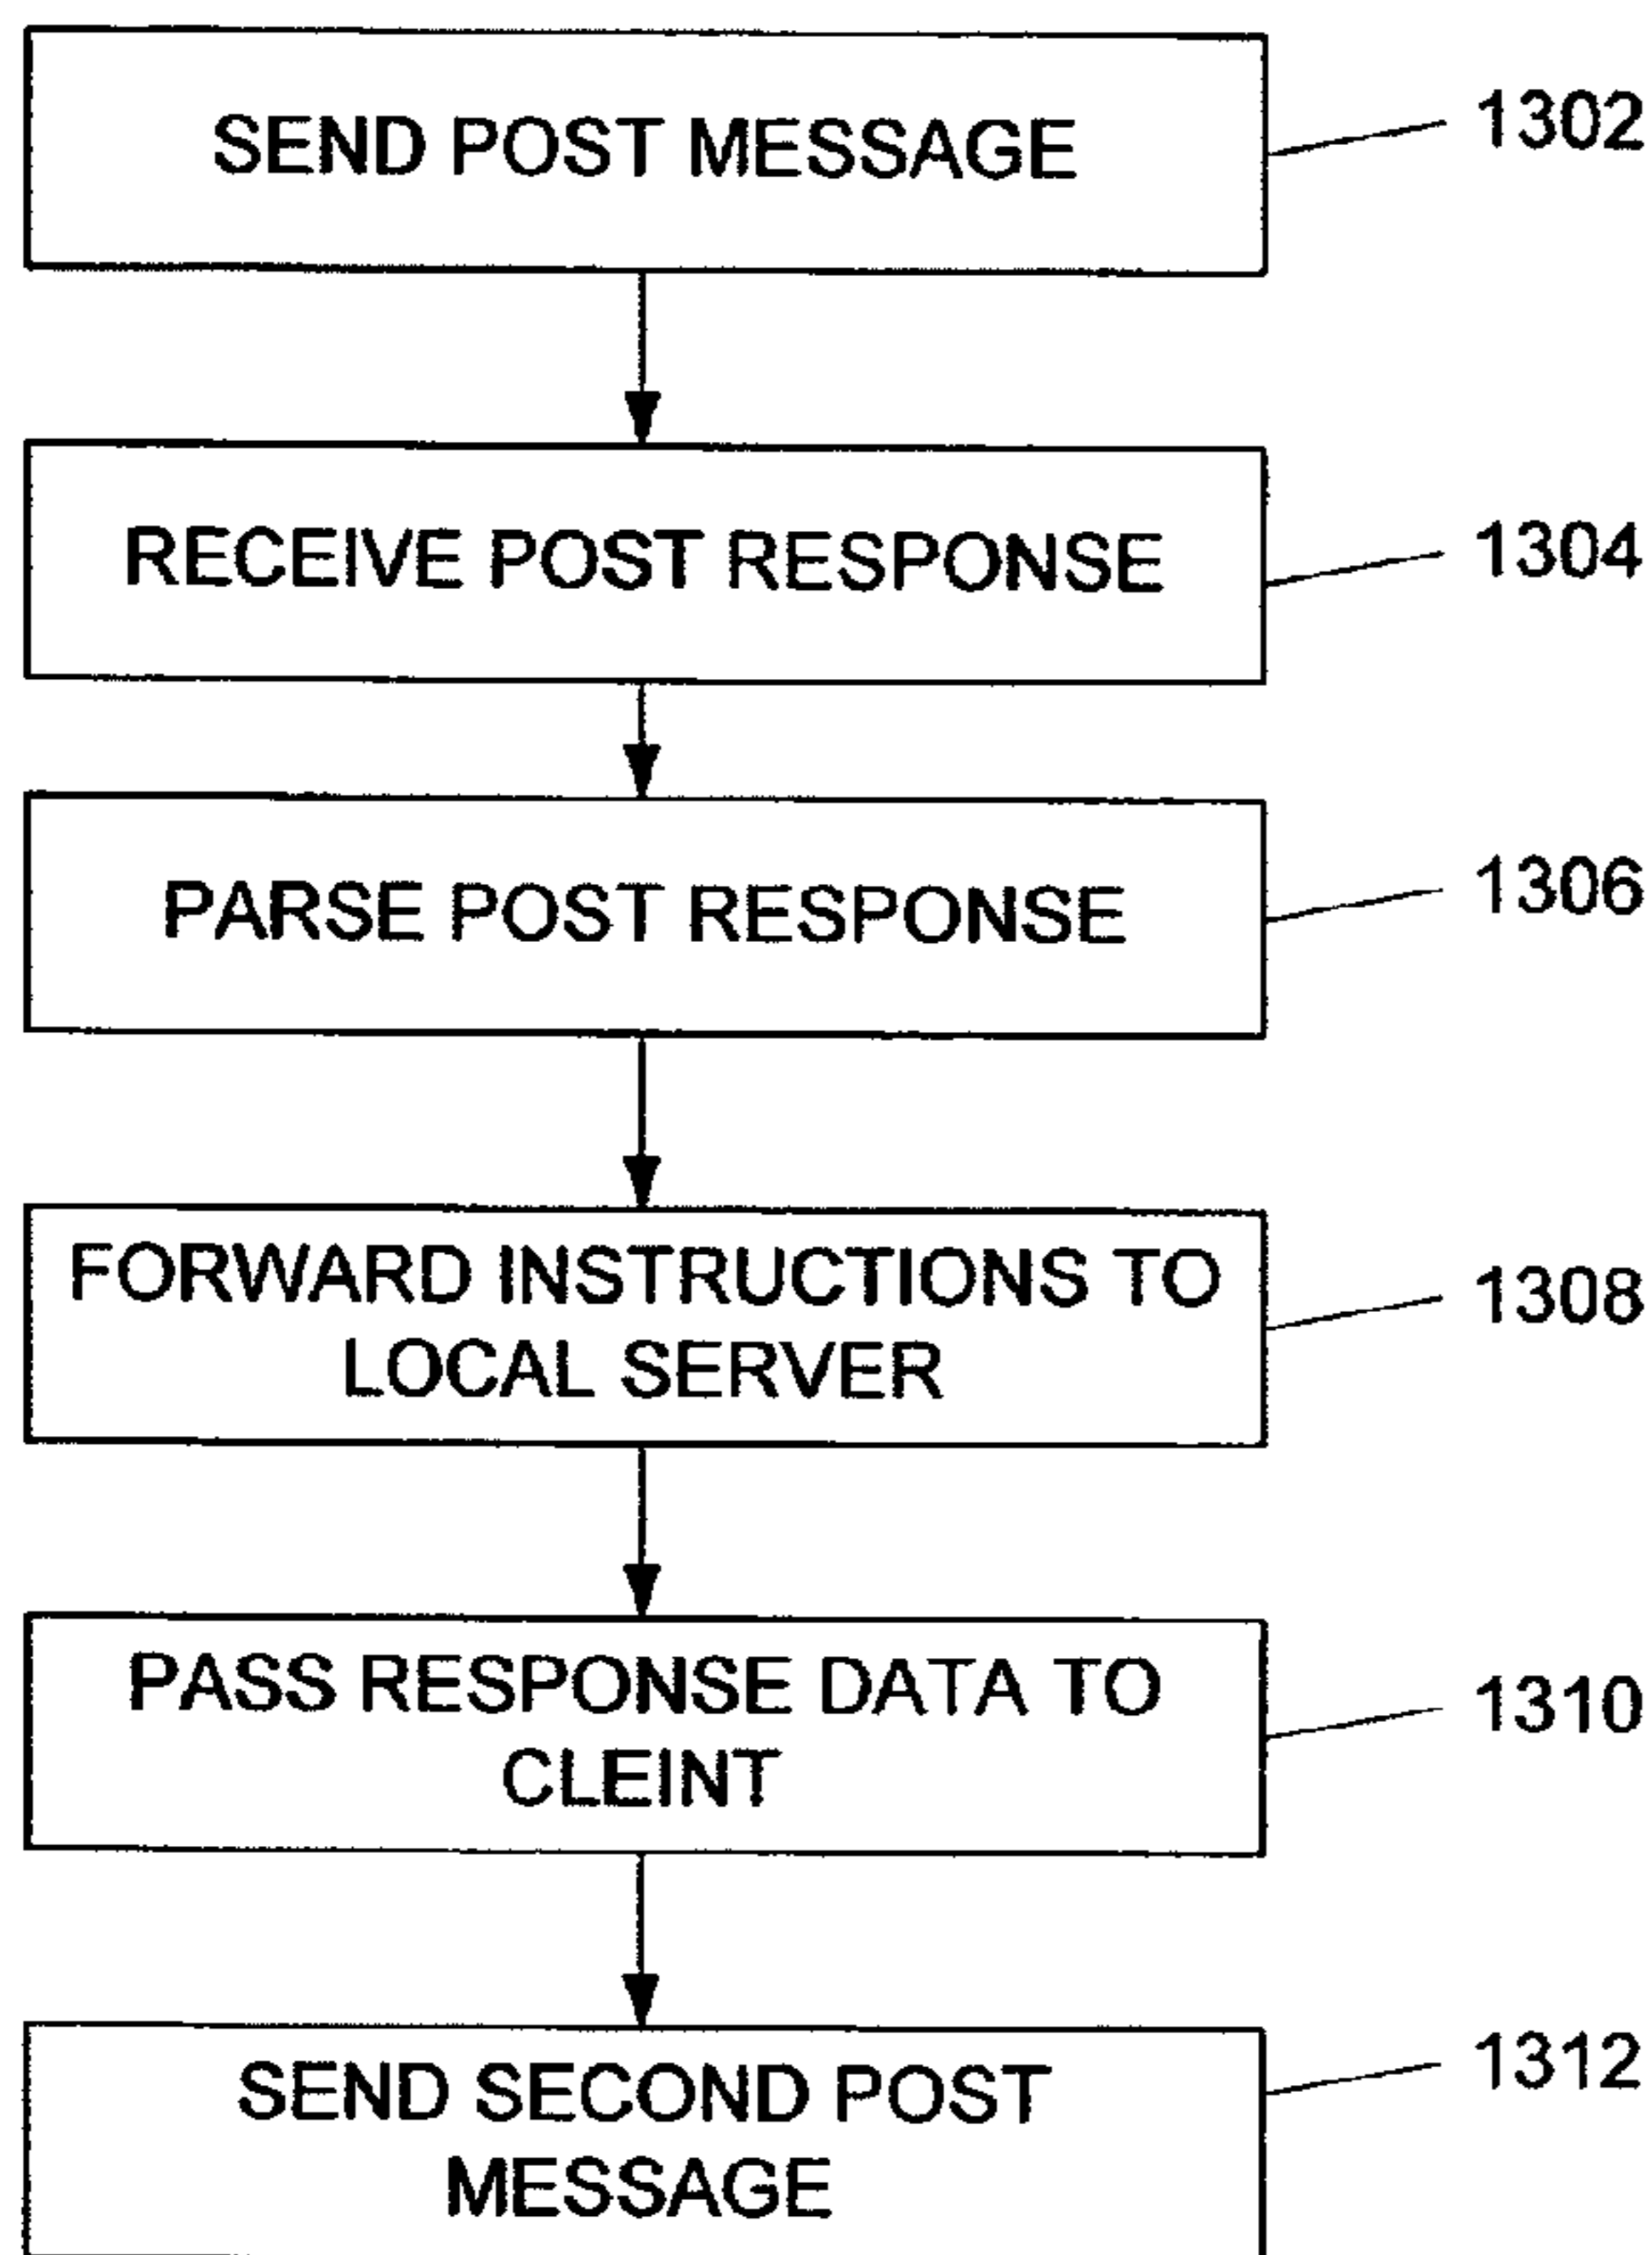 SEND POST MESSAGE
1302
RECEIVE POST RESPONSE
1304
PARSE POST RESPONSE
1306
FORWARD INSTRUCTIONS TO
LOCAL SERVER
1308
PASS RESPONSE DATA TO
CLEINT
1310
SEND SECOND POST
MESSAGE
1312